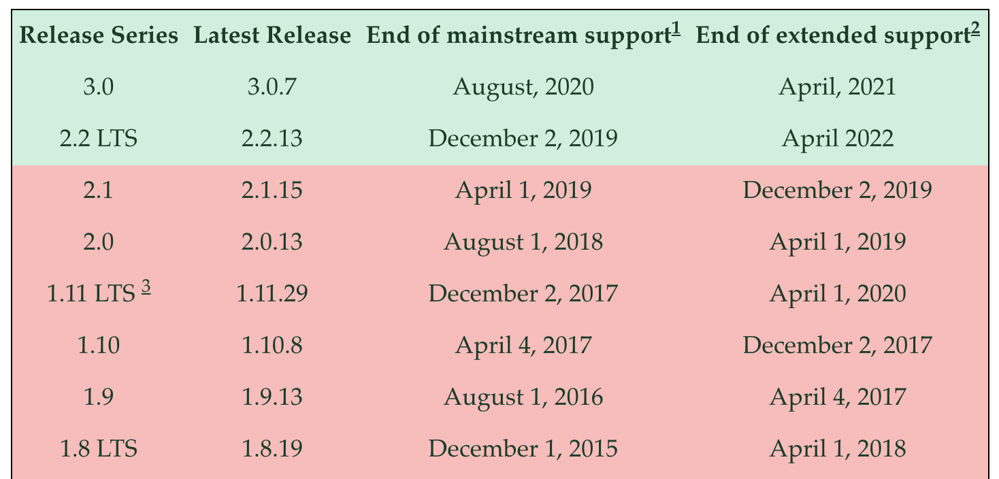 Release Series Latest Release End of mainstream support1 End of extended support2
3.0 3.0.7 August, 2020 April, 2021
2.2 LTS 2.2.13 December 2, 2019 April 2022
2.1 2.1.15 April 1, 2019 December 2, 2019
2.0 2.0.13 August 1, 2018 April 1, 2019
1.11 LTS 3 1.11.29 December 2, 2017 April 1, 2020
1.10 1.10.8 April 4, 2017 December 2, 2017
1.9 1.9.13 August 1, 2016 April 4, 2017
1.8 LTS 1.8.19 December 1, 2015 April 1, 2018